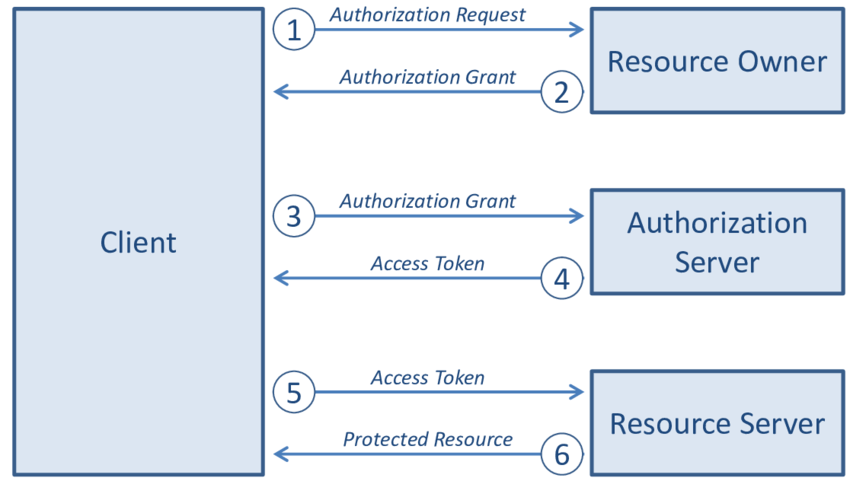 Client
1
Authorization Request
Authorization Grant
2
Resource Owner
3
Authorization Grant
Access Token
4
Authorization
Server
5
Access Token
Protected Resource
6
Resource Server